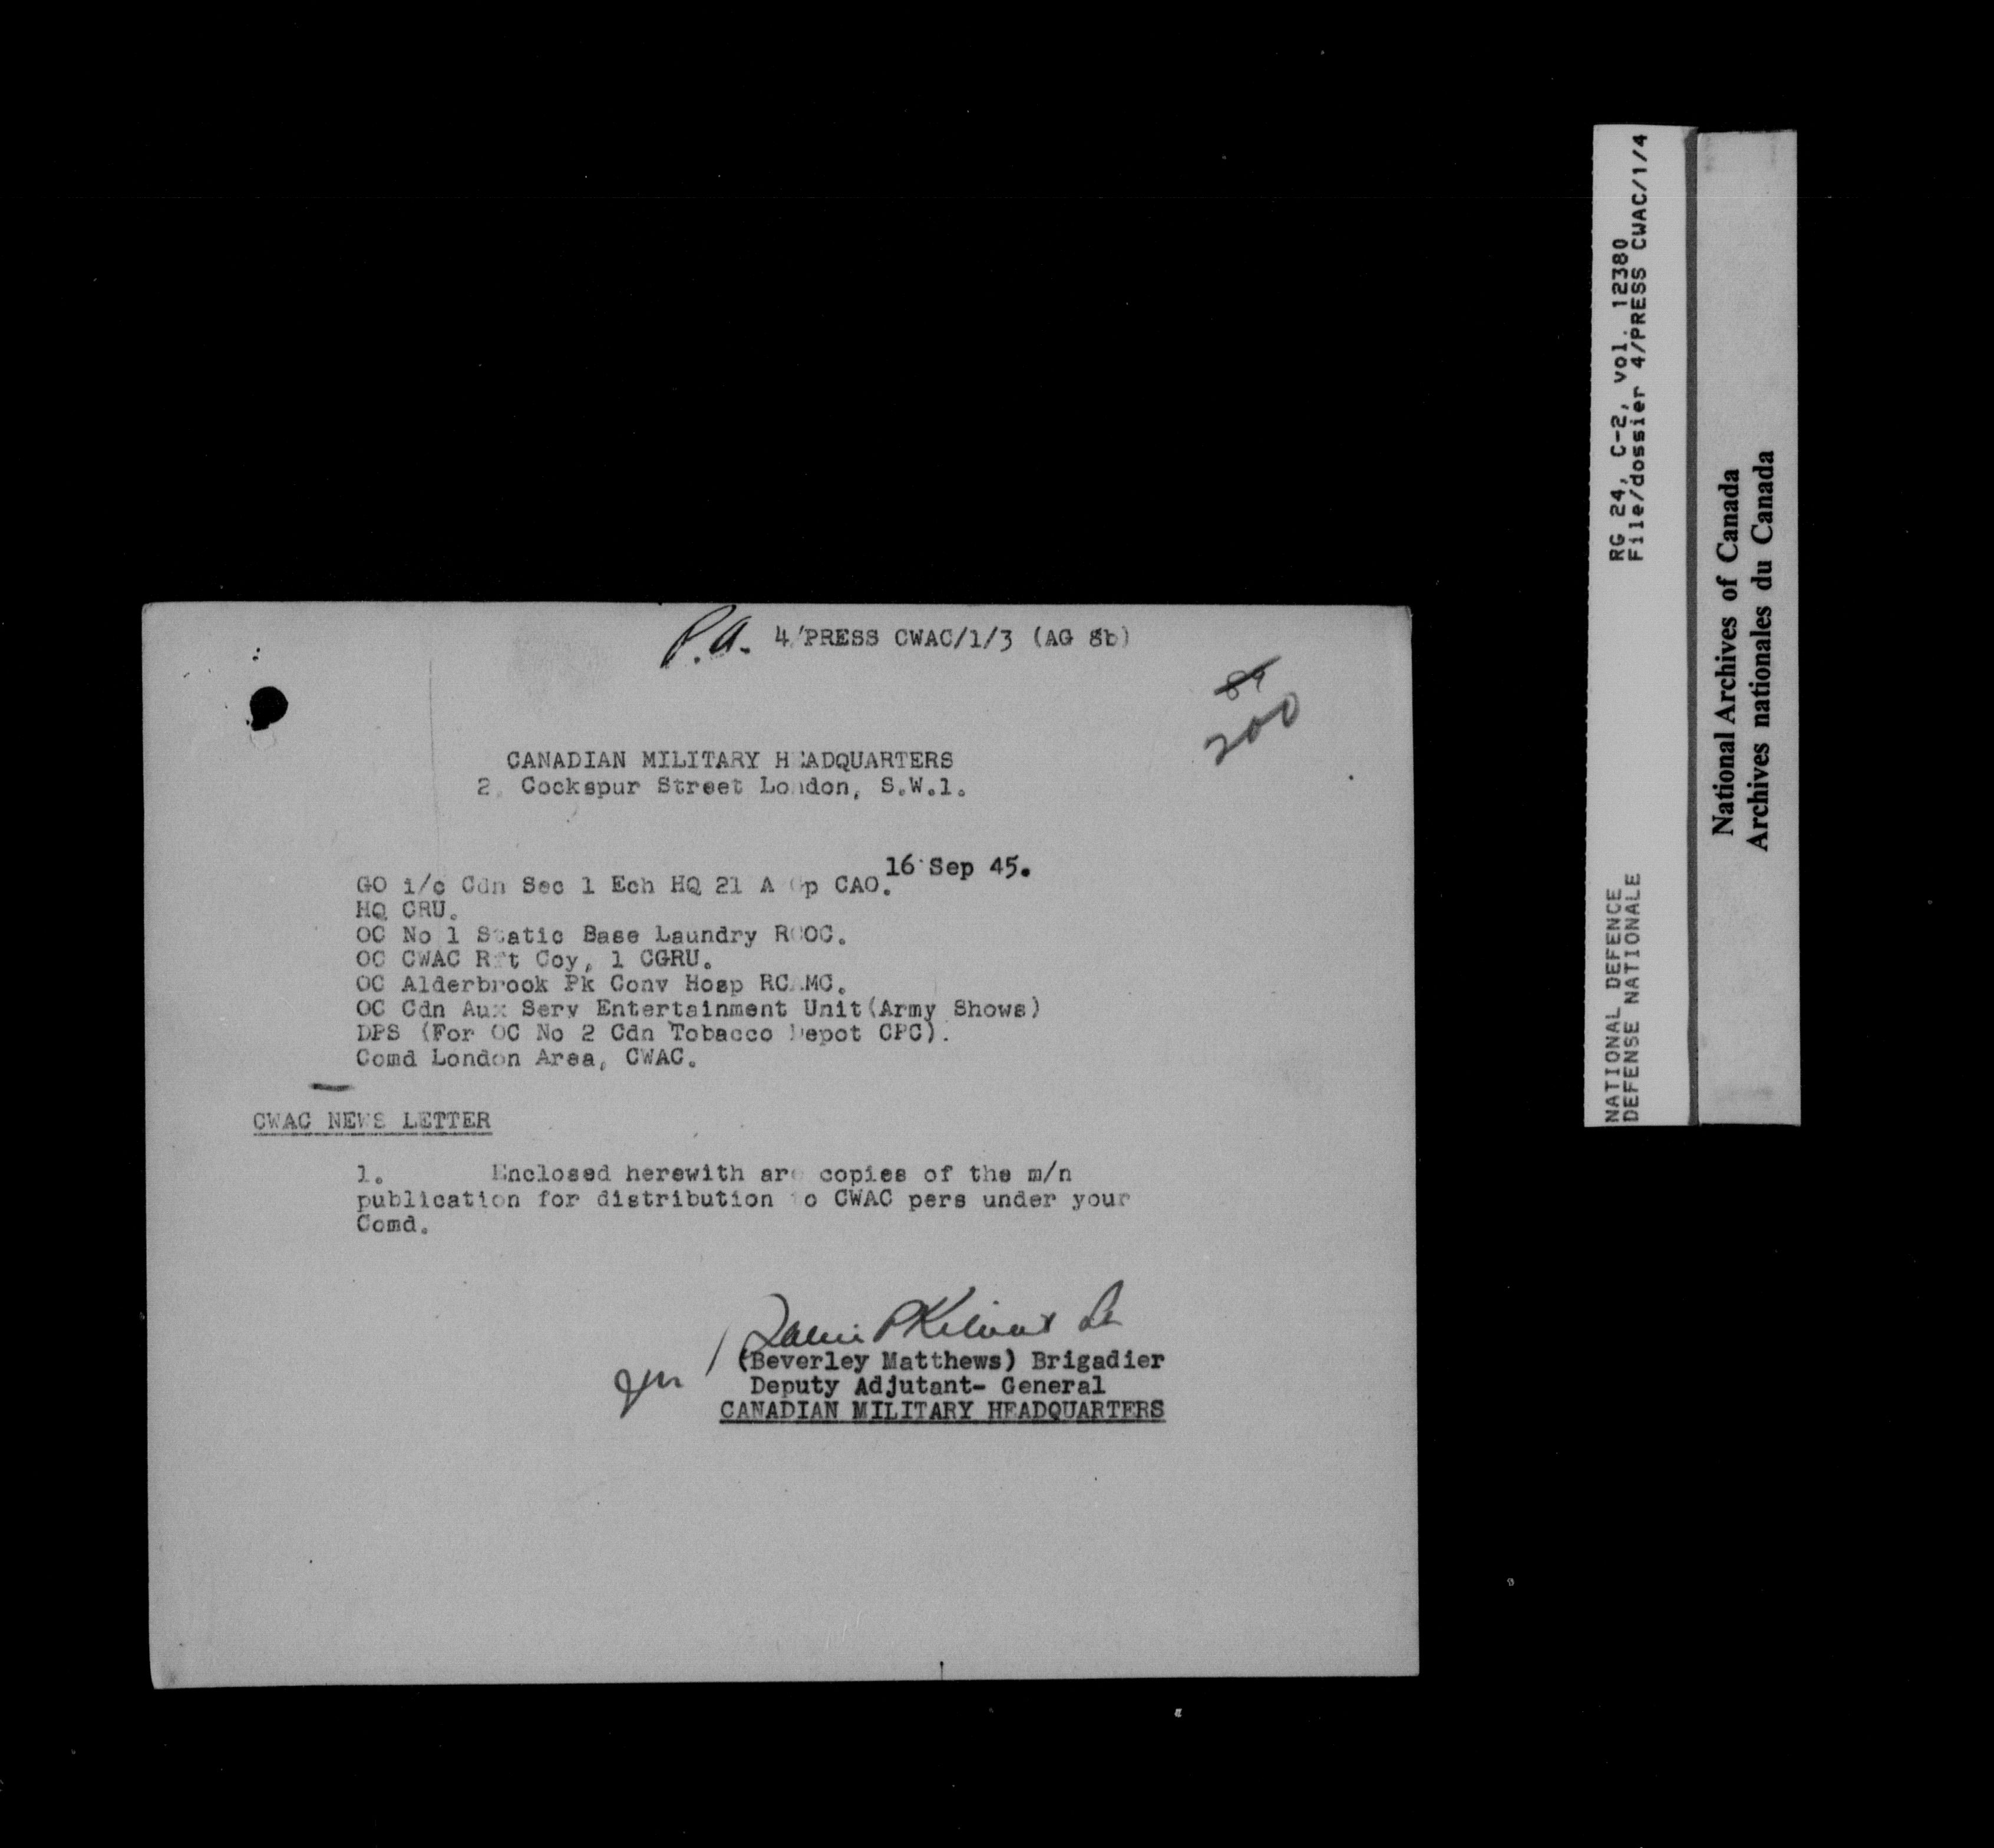 P.A. 4/PRESS CWAC/1/3 (AG 8b)
89
200
CANADIAN MILITARY HEADQUARTERS
2, Cockspur Street London, S.W.1.
16 Sep 45.
GO i/c Cdn Sec 1 Ech HQ 21 A Gp CAO.
HQ CRU.
OC No 1 Static Base Laundry RCOC.
OC CWAC Rft Coy, 1 CGRU.
OC Alderbrook Pk Conv Hosp RCAMC.
OC Cdn Aux Serv Entertainment Unit(Army Shows)
DPS (For OC No 2 Cdn Tobacco Depot CPC).
Comd London Area, CWAC.
CWAC NEWS LETTER
1. Enclosed herewith are copies of the m/n
publication for distribution to CWAC pers under your
Comd.
(Beverley Matthews) Brigadier
Deputy Adjutant- General
CANADIAN MILITARY HEADQUARTERS
RG 24, C-2, vol. 12380
File/dossier 4/PRESS CWAC/1/4
NATIONAL DEFENCE
DEFENSE NATIONALE
National Archives of Canada
Archives nationales du Canada